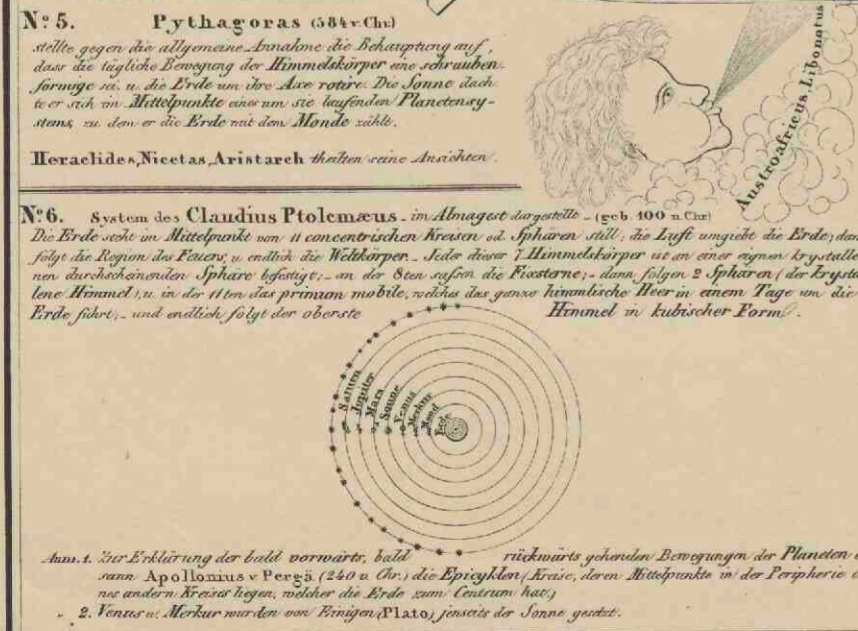 No. 5. Pythagoras (584 v. Chr.)
stellte gegen die allgemeine Annahme die Behauptung auf,
dass die tägliche Bewegung der Himmelskörper eine schrauben-
förmige sei, u. die Erde um ihre Axe rotire. Die Sonne dach-
te er sich im Mittelpunkte eines um sie laufenden Planetensy-
stems, zu dem er die Erde mit dem Monde zählt.
Heraclides, Nicetas, Aristarch theilten seine Ansichten.
Austroafricus Libonotus
No. 6. System des Claudius Ptolemæus - im Almagest dargestellt - (geb. 100 n. Chr.)
Die Erde steht im Mittelpunkt von 11 concentrischen Kreisen od. Sphären still; die Luft umgiebt die Erde; dan
folgt die Region des Feuers, u. endlich die Weltkörper. - Jeder dieser 7 Himmelskörper ist an einer eignen krystalle-
nen durchscheinenden Sphäre befestigt; - an der 8ten sassen die Fixsterne; - dann folgen 2 Sphären (der krysta
lene Himmel), u. in der 11ten das primum mobile, welches das ganze himmlische Heer in einem Tage um die
Erde führt; - und endlich folgt der oberste Himmel in kubischer Form.
Saturn
Jupiter
Mars
Sonne
Venus
Merkur
Mond
Erde
Anm. 1. Zur Erklärung der bald vorwärts, bald rückwärts gehenden Bewegungen der Planeten e
sann Apollonius v Pergä (240 v. Chr.) die Epicyklen (Kreise, deren Mittelpunkte in der Peripherie ei
nes andern Kreises liegen, welcher die Erde zum Centrum hat.)
- 2. Venus u. Merkur wurden von Einigen (Plato) jenseits der Sonne gesetzt.